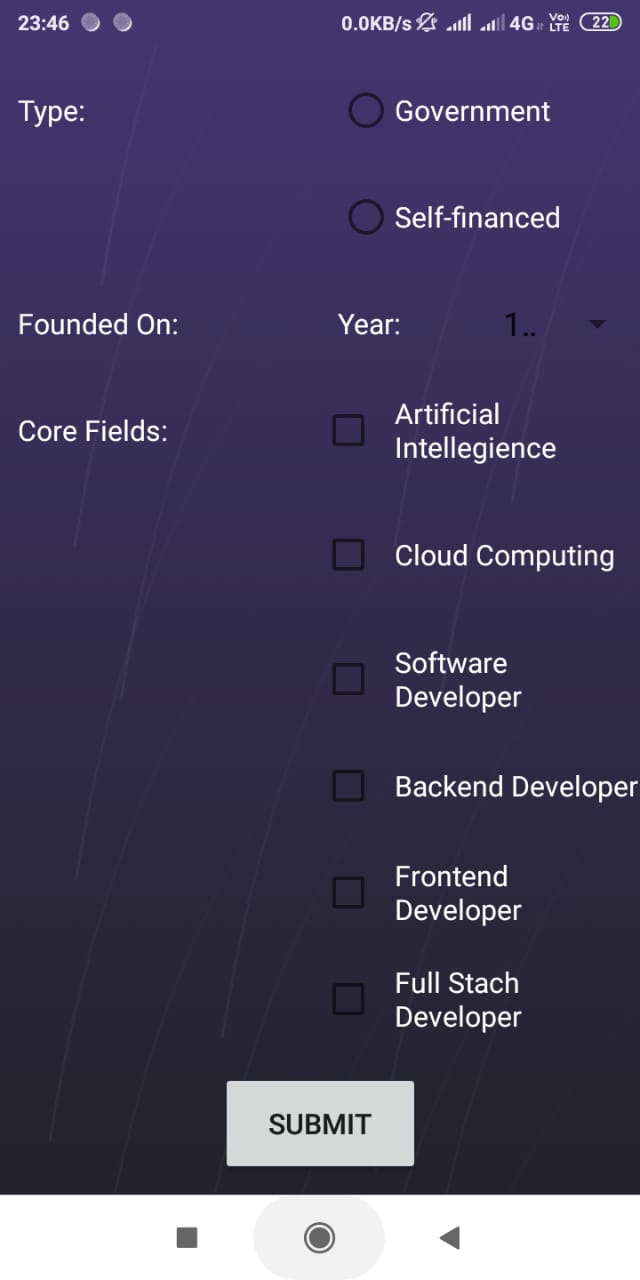 23:46 0.0KB/s 4G Vo)) LTE 22
Type: Government
Self-financed
Founded On: Year: 1..
Core Fields: Artificial
Intellegience
Cloud Computing
Software
Developer
Backend Developer
Frontend
Developer
Full Stach
Developer
SUBMIT